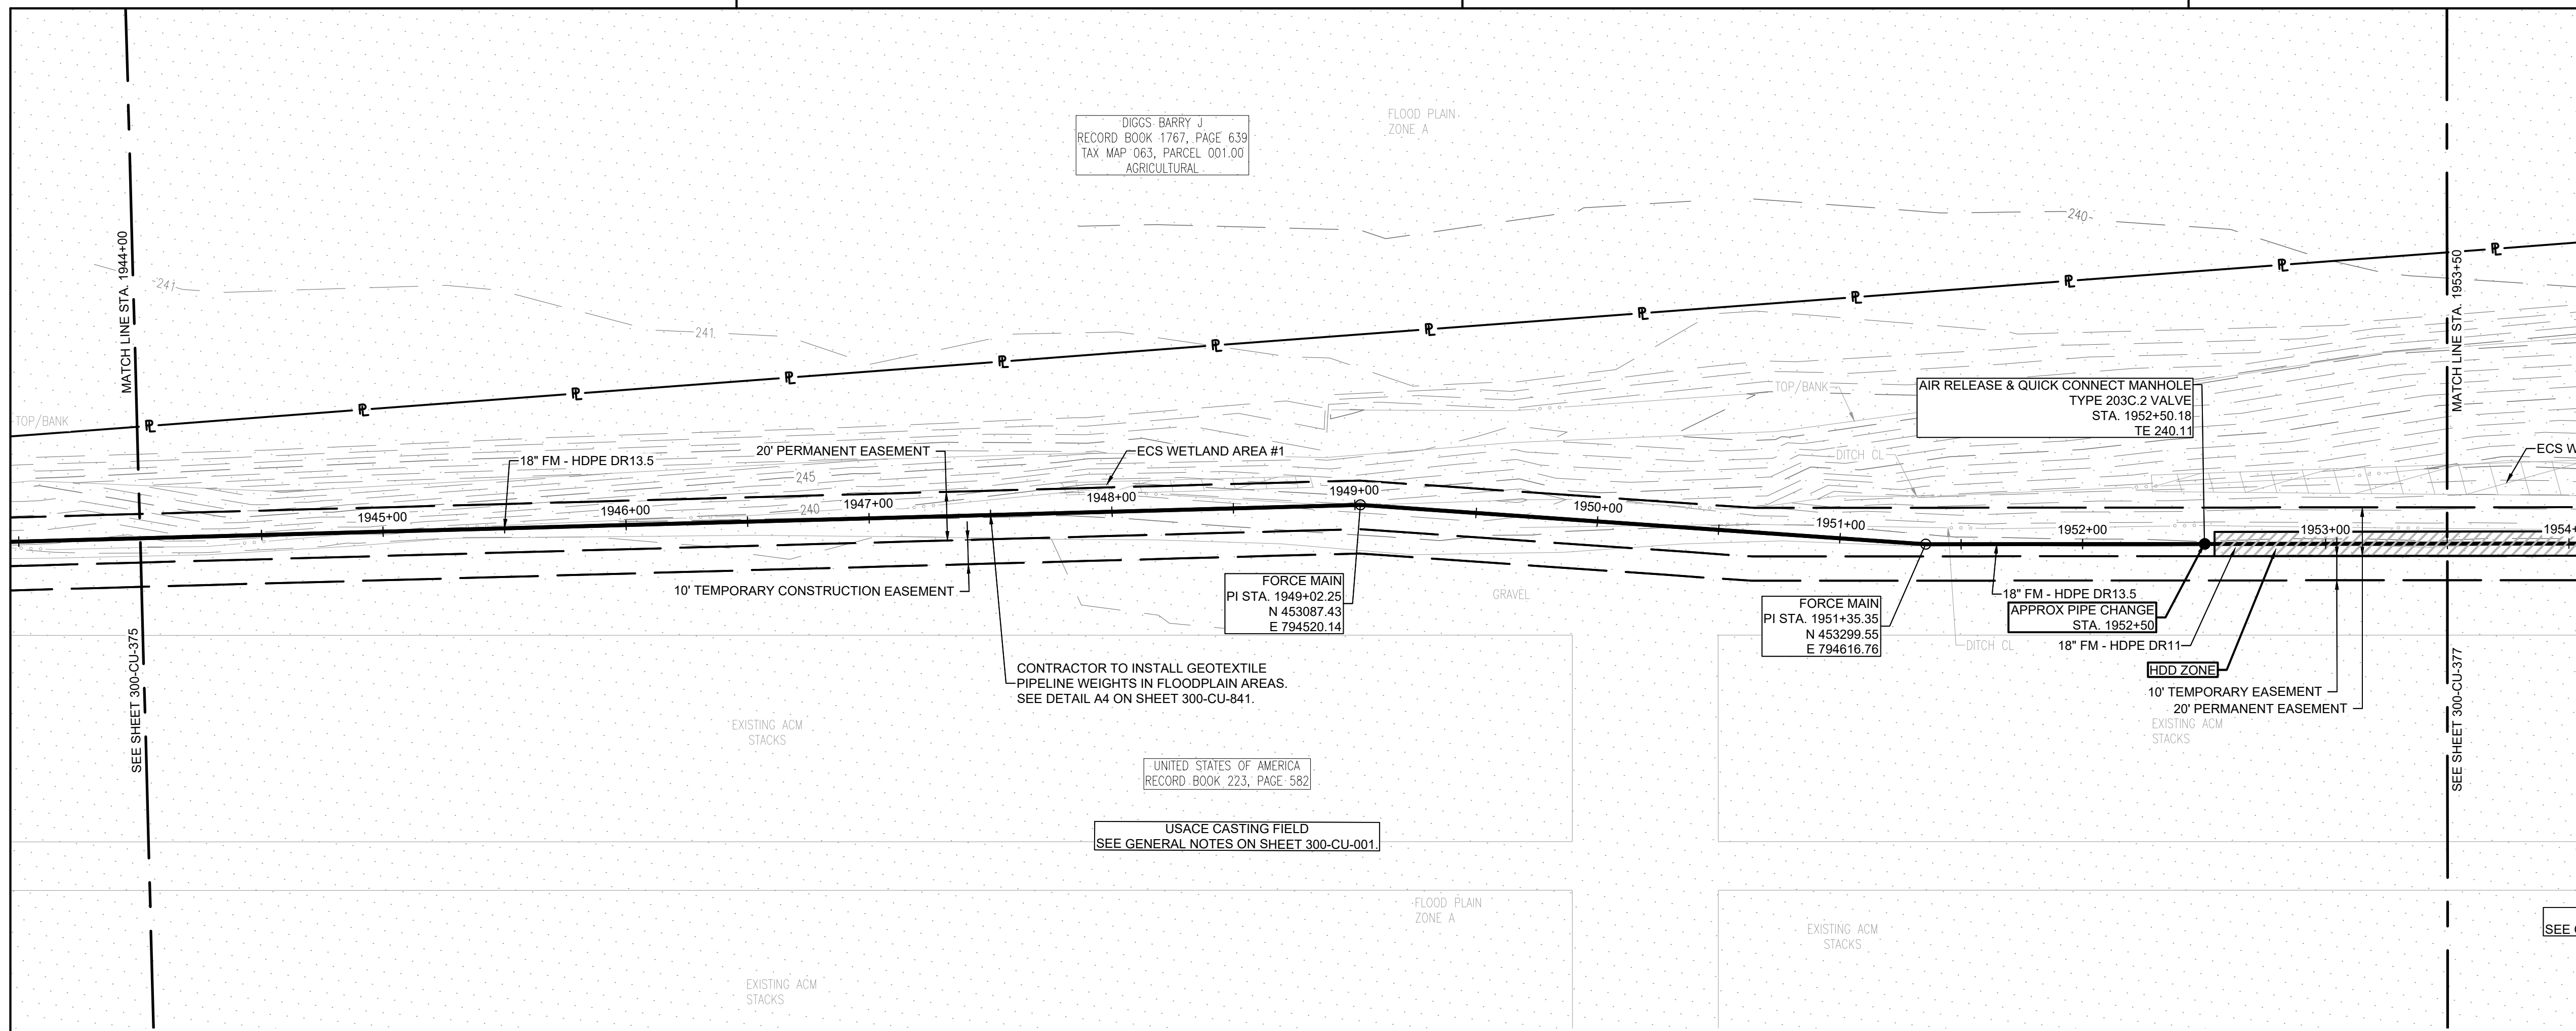 DIGGS BARRY J
RECORD BOOK 1767, PAGE 639
TAX MAP 063, PARCEL 001.00
AGRICULTURAL
FLOOD PLAIN
ZONE A
240
MATCH LINE STA. 1944+00
241
241
MATCH LINE STA. 1953+50
TOP/BANK
TOP/BANK
AIR RELEASE & QUICK CONNECT MANHOLE
TYPE 203C.2 VALVE
STA. 1952+50.18
TE 240.11
18" FM - HDPE DR13.5
20' PERMANENT EASEMENT
ECS WETLAND AREA #1
DITCH CL
ECS W
245
240
1945+00
1946+00
1947+00
1948+00
1949+00
1950+00
1951+00
1952+00
1953+00
1954+
10' TEMPORARY CONSTRUCTION EASEMENT
FORCE MAIN
PI STA. 1949+02.25
N 453087.43
E 794520.14
GRAVEL
FORCE MAIN
PI STA. 1951+35.35
N 453299.55
E 794616.76
18" FM - HDPE DR13.5
APPROX PIPE CHANGE
STA. 1952+50
DITCH CL
18" FM - HDPE DR11
HDD ZONE
10' TEMPORARY EASEMENT
20' PERMANENT EASEMENT
SEE SHEET 300-CU-375
CONTRACTOR TO INSTALL GEOTEXTILE
PIPELINE WEIGHTS IN FLOODPLAIN AREAS.
SEE DETAIL A4 ON SHEET 300-CU-841.
SEE SHEET 300-CU-377
EXISTING ACM
STACKS
EXISTING ACM
STACKS
UNITED STATES OF AMERICA
RECORD BOOK 223, PAGE 582
USACE CASTING FIELD
SEE GENERAL NOTES ON SHEET 300-CU-001.
FLOOD PLAIN
ZONE A
EXISTING ACM
STACKS
SEE
EXISTING ACM
STACKS